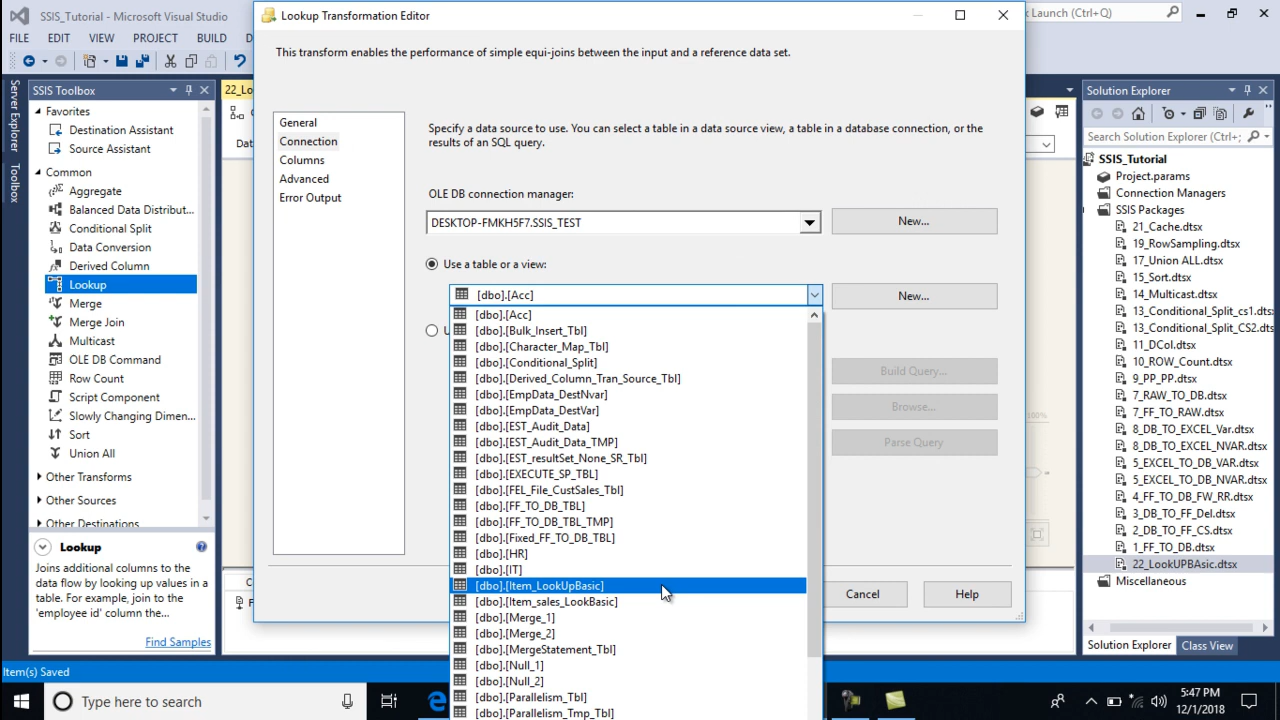 SSIS_Tutorial - Microsoft Visual Studio
Lookup Transformation Editor
Launch (Ctrl+Q)
FILE EDIT VIEW PROJECT BUILD
This transform enables the performance of simple equi-joins between the input and a reference data set.
SSIS Toolbox
22_Lo
Server Explorer
Toolbox
Favorites
Destination Assistant
Source Assistant
Common
Aggregate
Balanced Data Distribut...
Conditional Split
Data Conversion
Derived Column
Lookup
Merge
Merge Join
Multicast
OLE DB Command
Row Count
Script Component
Slowly Changing Dimen...
Sort
Union All
Other Transforms
Other Sources
Other Destinations
Lookup
Joins additional columns to the
data flow by looking up values in a
table. For example, join to the
'employee id' column the...
Find Samples
General
Connection
Columns
Advanced
Error Output
Specify a data source to use. You can select a table in a data source view, a table in a database connection, or the
results of an SQL query.
OLE DB connection manager:
DESKTOP-FMKH5F7.SSIS_TEST
New...
Use a table or a view:
[dbo].[Acc]
New...
[dbo].[Acc]
[dbo].[Bulk_Insert_Tbl]
[dbo].[Character_Map_Tbl]
[dbo].[Conditional_Split]
[dbo].[Derived_Column_Tran_Source_Tbl]
[dbo].[EmpData_DestNvar]
[dbo].[EmpData_DestVar]
[dbo].[EST_Audit_Data]
[dbo].[EST_Audit_Data_TMP]
[dbo].[EST_resultSet_None_SR_Tbl]
[dbo].[EXECUTE_SP_TBL]
[dbo].[FEL_File_CustSales_Tbl]
[dbo].[FF_TO_DB_TBL]
[dbo].[FF_TO_DB_TBL_TMP]
[dbo].[Fixed_FF_TO_DB_TBL]
[dbo].[HR]
[dbo].[IT]
[dbo].[Item_LookUpBasic]
[dbo].[Item_sales_LookBasic]
[dbo].[Merge_1]
[dbo].[Merge_2]
[dbo].[MergeStatement_Tbl]
[dbo].[Null_1]
[dbo].[Null_2]
[dbo].[Parallelism_Tbl]
[dbo].[Parallelism_Tmp_Tbl]
Build Query...
Browse...
Parse Query
Cancel
Help
100%
Solution Explorer
Search Solution Explorer (Ctrl+;
SSIS_Tutorial
Project.params
Connection Managers
SSIS Packages
21_Cache.dtsx
19_RowSampling.dtsx
17_Union ALL.dtsx
15_Sort.dtsx
14_Multicast.dtsx
13_Conditional_Split_cs1.dtsx
13_Conditional_Split_CS2.dtsx
11_DCol.dtsx
10_ROW_Count.dtsx
9_PP_PP.dtsx
7_RAW_TO_DB.dtsx
7_FF_TO_RAW.dtsx
8_DB_TO_EXCEL_Var.dtsx
8_DB_TO_EXCEL_NVAR.dtsx
5_EXCEL_TO_DB_VAR.dtsx
5_EXCEL_TO_DB_NVAR.dtsx
4_FF_TO_DB_FW_RR.dtsx
3_DB_TO_FF_Del.dtsx
2_DB_TO_FF_CS.dtsx
1_FF_TO_DB.dtsx
22_LookUPBAsic.dtsx
Miscellaneous
Solution Explorer Class View
Item(s) Saved
Type here to search
5:47 PM
12/1/2018